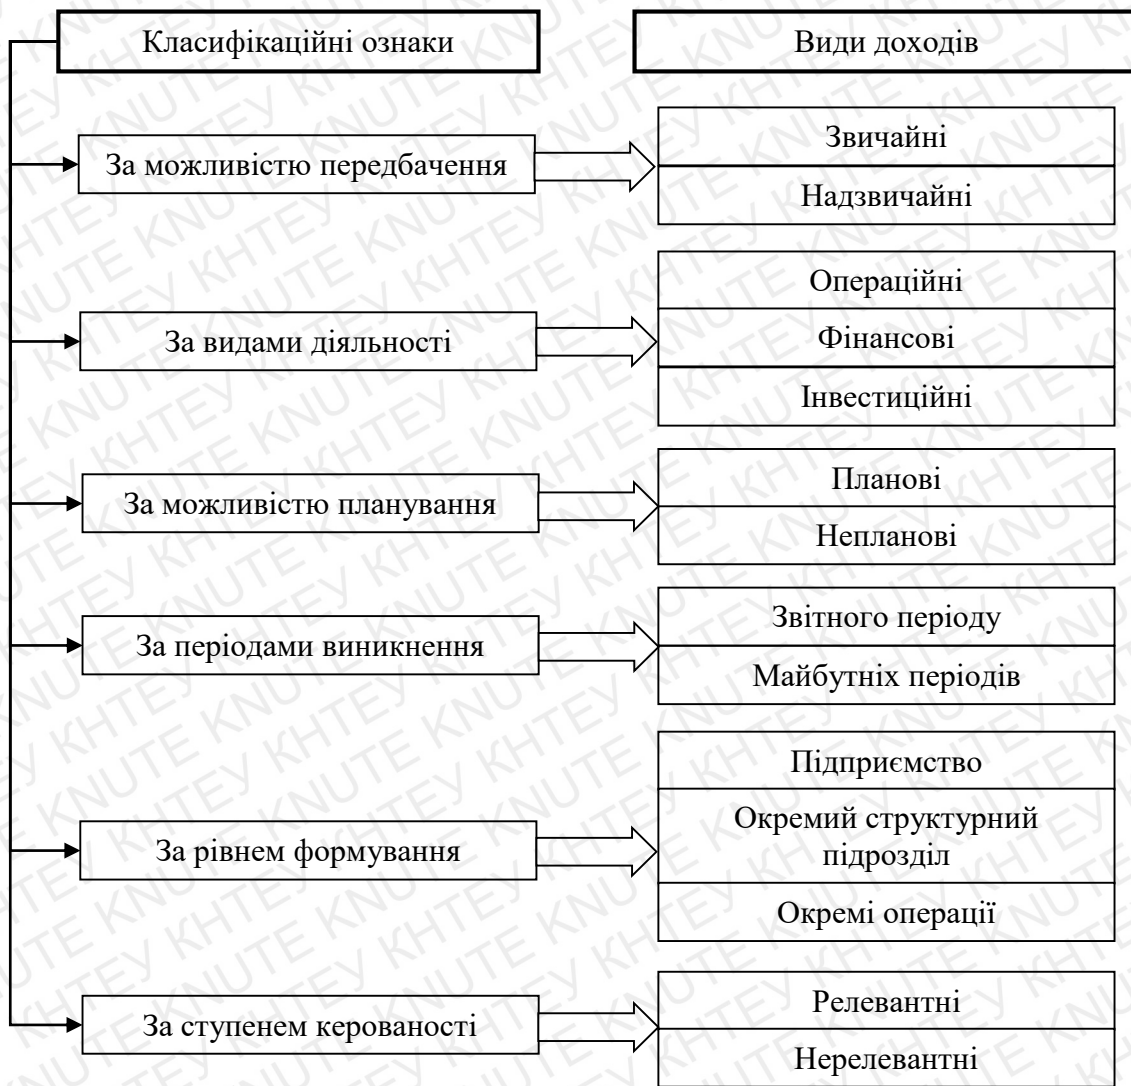 Класифікаційні ознаки
Види доходів
За можливістю передбачення
Звичайні
Надзвичайні
За видами діяльності
Операційні
Фінансові
Інвестиційні
За можливістю планування
Планові
Непланові
За періодами виникнення
Звітного періоду
Майбутніх періодів
За рівнем формування
Підприємство
Окремий структурний
підрозділ
Окремі операції
За ступенем керованості
Релевантні
Нерелевантні
KNUTE КНТЕУ